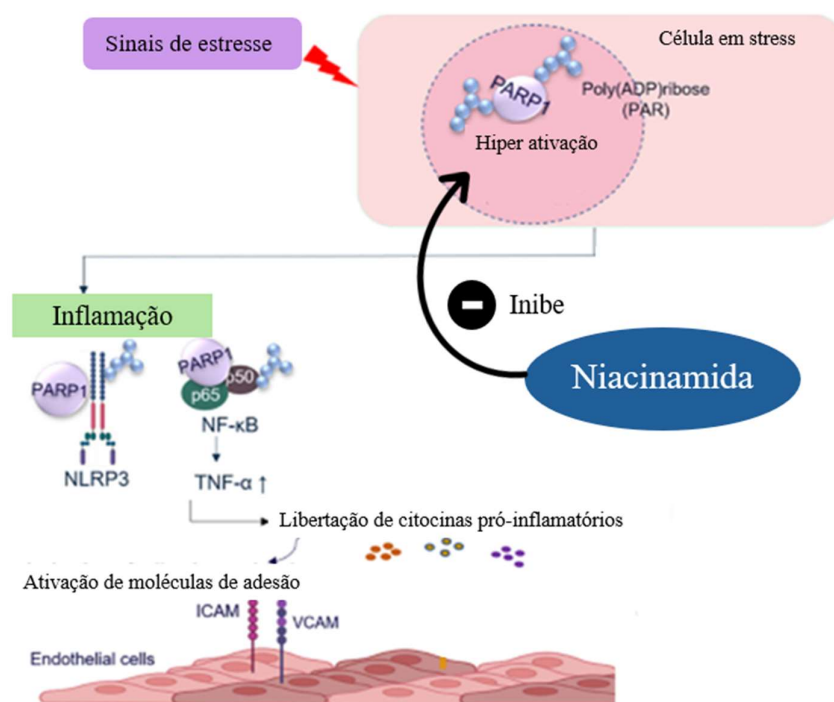 Sinais de estresse
Célula em stress
PARP1
Poly(ADP)ribose
(PAR)
Hiper ativação
Inibe
Niacinamida
Inflamação
PARP1
NLRP3
PARP1
p50
p65
NF-κB
TNF-α ↑
Libertação de citocinas pró-inflamatórios
Ativação de moléculas de adesão
ICAM
VCAM
Endothelial cells